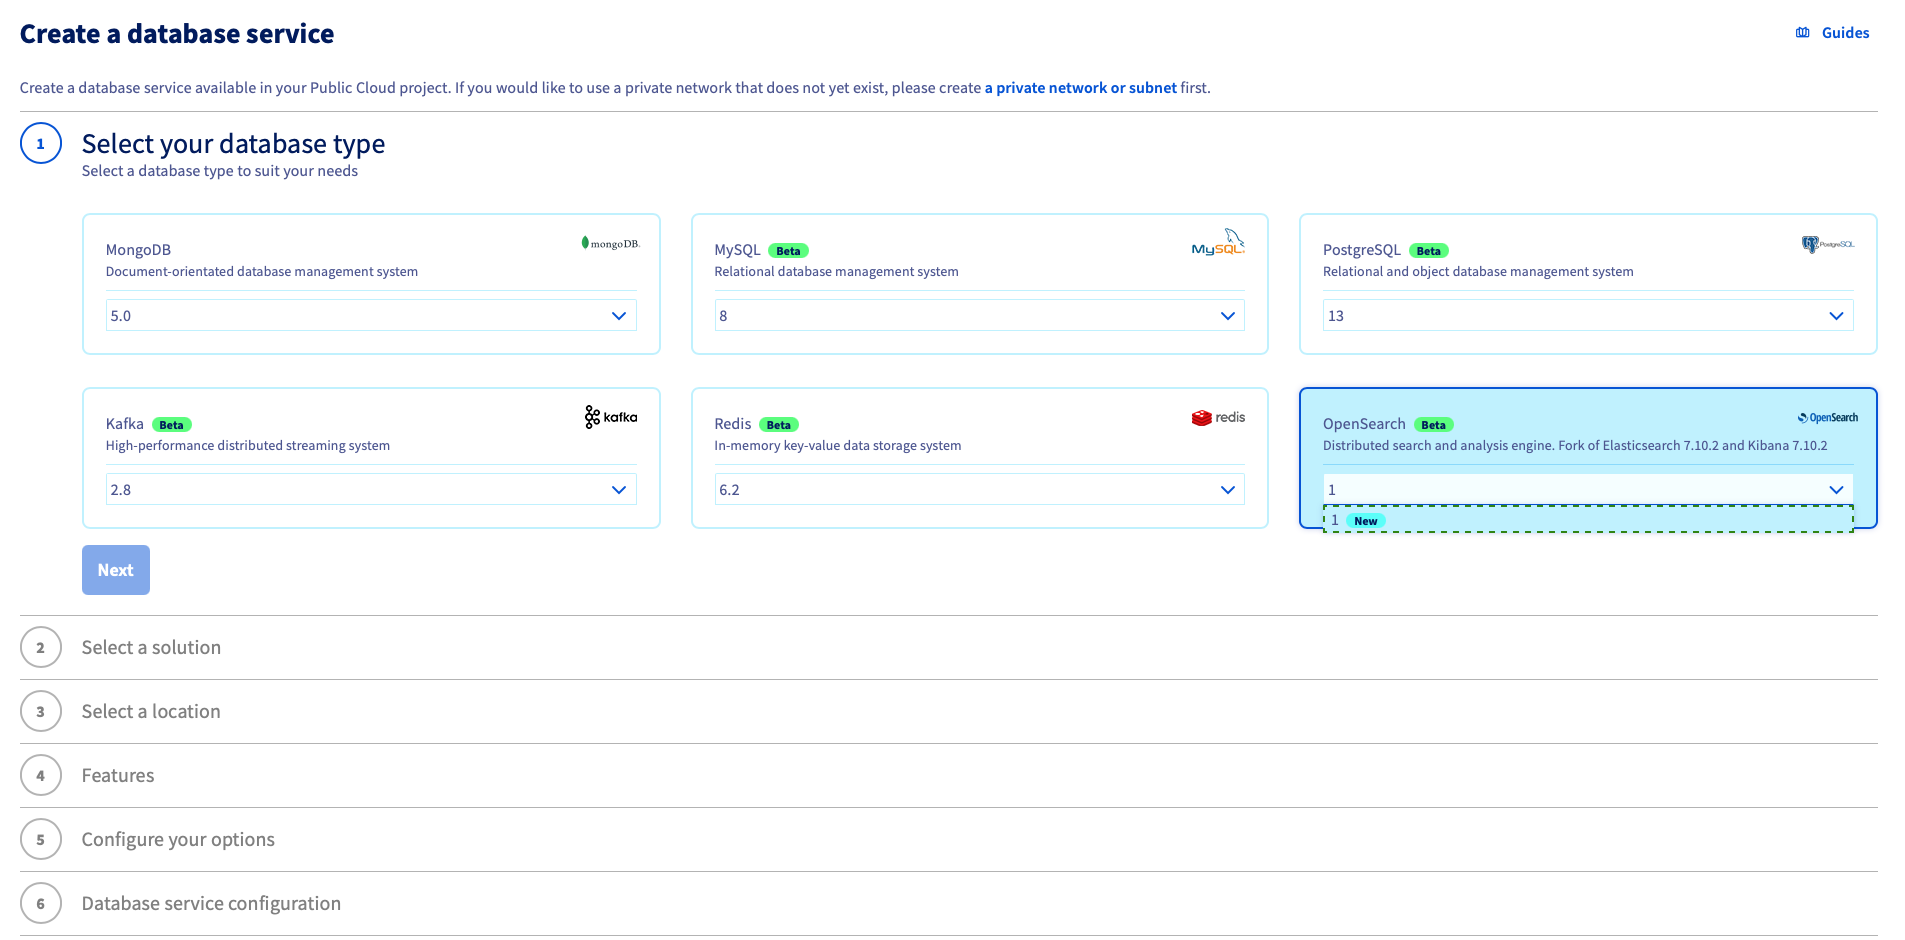 Create a database service
Guides
Create a database service available in your Public Cloud project. If you would like to use a private network that does not yet exist, please create a private network or subnet first.
1
Select your database type
Select a database type to suit your needs
MongoDB
mongoDB.
Document-orientated database management system
5.0
MySQL Beta
MySQL
Relational database management system
8
PostgreSQL Beta
PostgreSQL
Relational and object database management system
13
Kafka Beta
kafka
High-performance distributed streaming system
2.8
Redis Beta
redis
In-memory key-value data storage system
6.2
OpenSearch Beta
OpenSearch
Distributed search and analysis engine. Fork of Elasticsearch 7.10.2 and Kibana 7.10.2
1
1 New
Next
2 Select a solution
3 Select a location
4 Features
5 Configure your options
6 Database service configuration